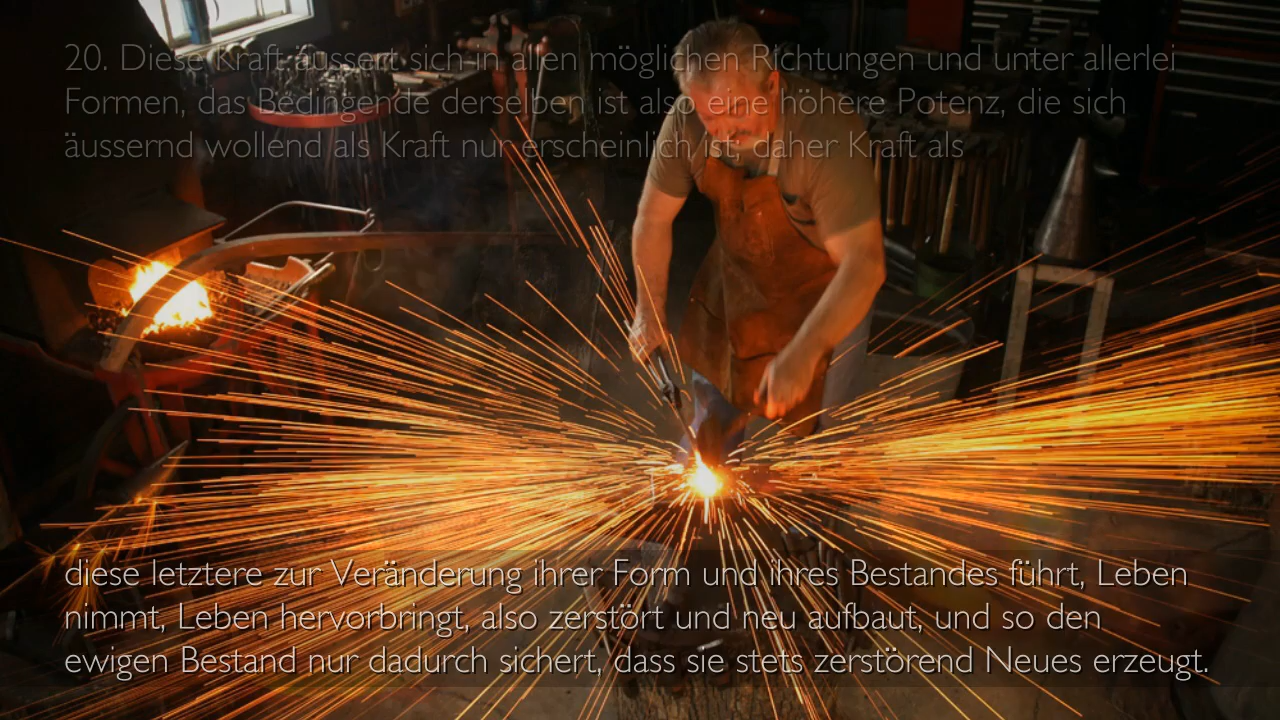 20. Diese Kraft äussert sich in allen möglichen Richtungen und unter allerlei
Formen, das Bedingende derselben ist also eine höhere Potenz, die sich
äussernd wollend als Kraft nur erscheinlich ist, daher Kraft als
diese letztere zur Veränderung ihrer Form und ihres Bestandes führt, Leben
nimmt, Leben hervorbringt, also zerstört und neu aufbaut, und so den
ewigen Bestand nur dadurch sichert, dass sie stets zerstörend Neues erzeugt.